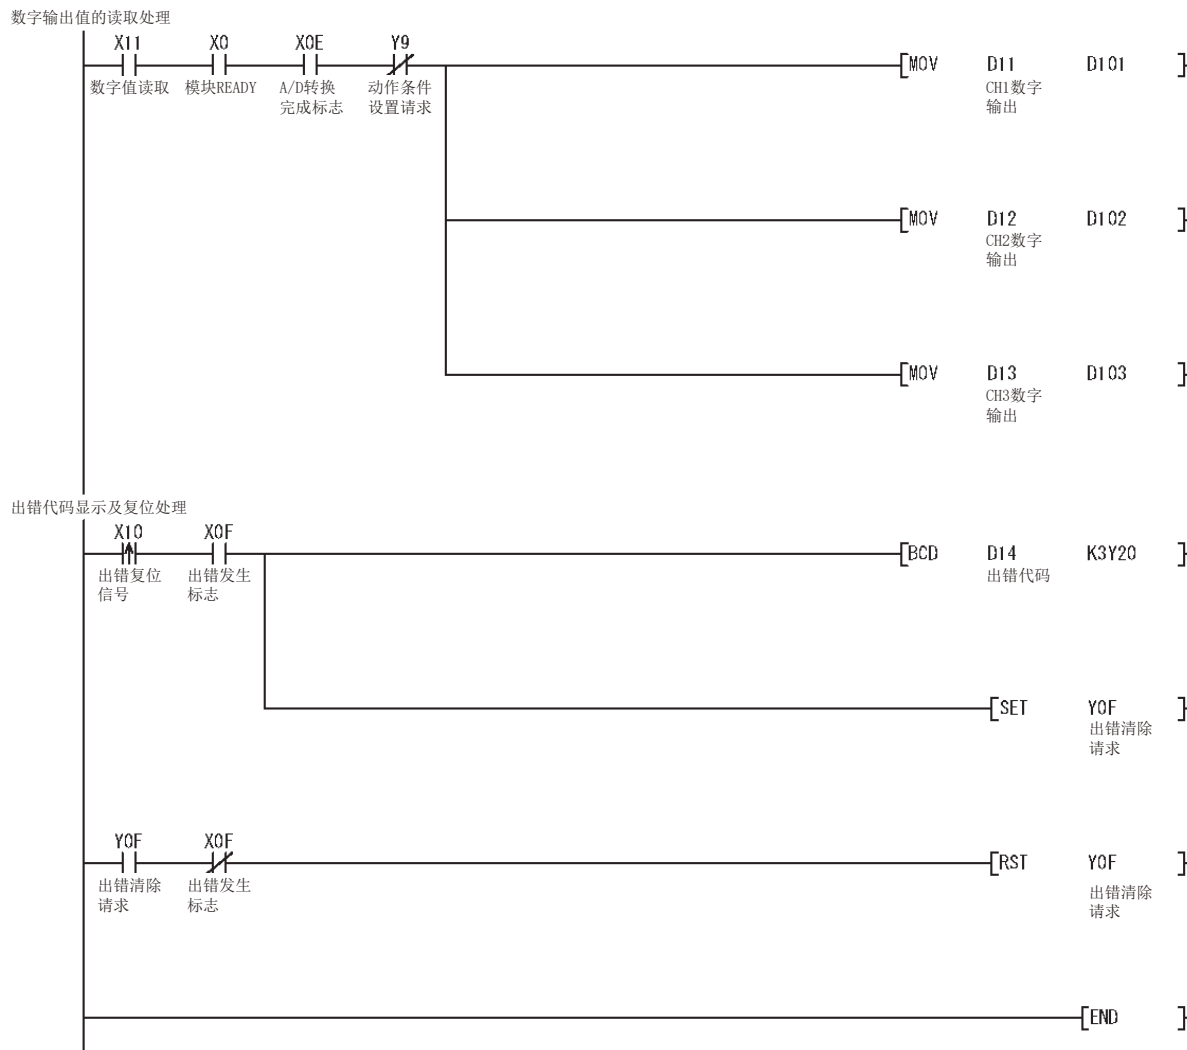 数字输出值的读取处理
X11 X0 X0E Y9
[MOV D11 D101 ]
数字值读取 模块READY A/D转换 动作条件 CH1数字
完成标志 设置请求 输出
[MOV D12 D102 ]
CH2数字
输出
[MOV D13 D103 ]
CH3数字
输出
出错代码显示及复位处理
X10 X0F
[BCD D14 K3Y20 ]
出错复位 出错发生 出错代码
信号 标志
[SET Y0F ]
出错清除
请求
Y0F X0F
[RST Y0F ]
出错清除 出错发生 出错清除
请求 标志 请求
[END ]